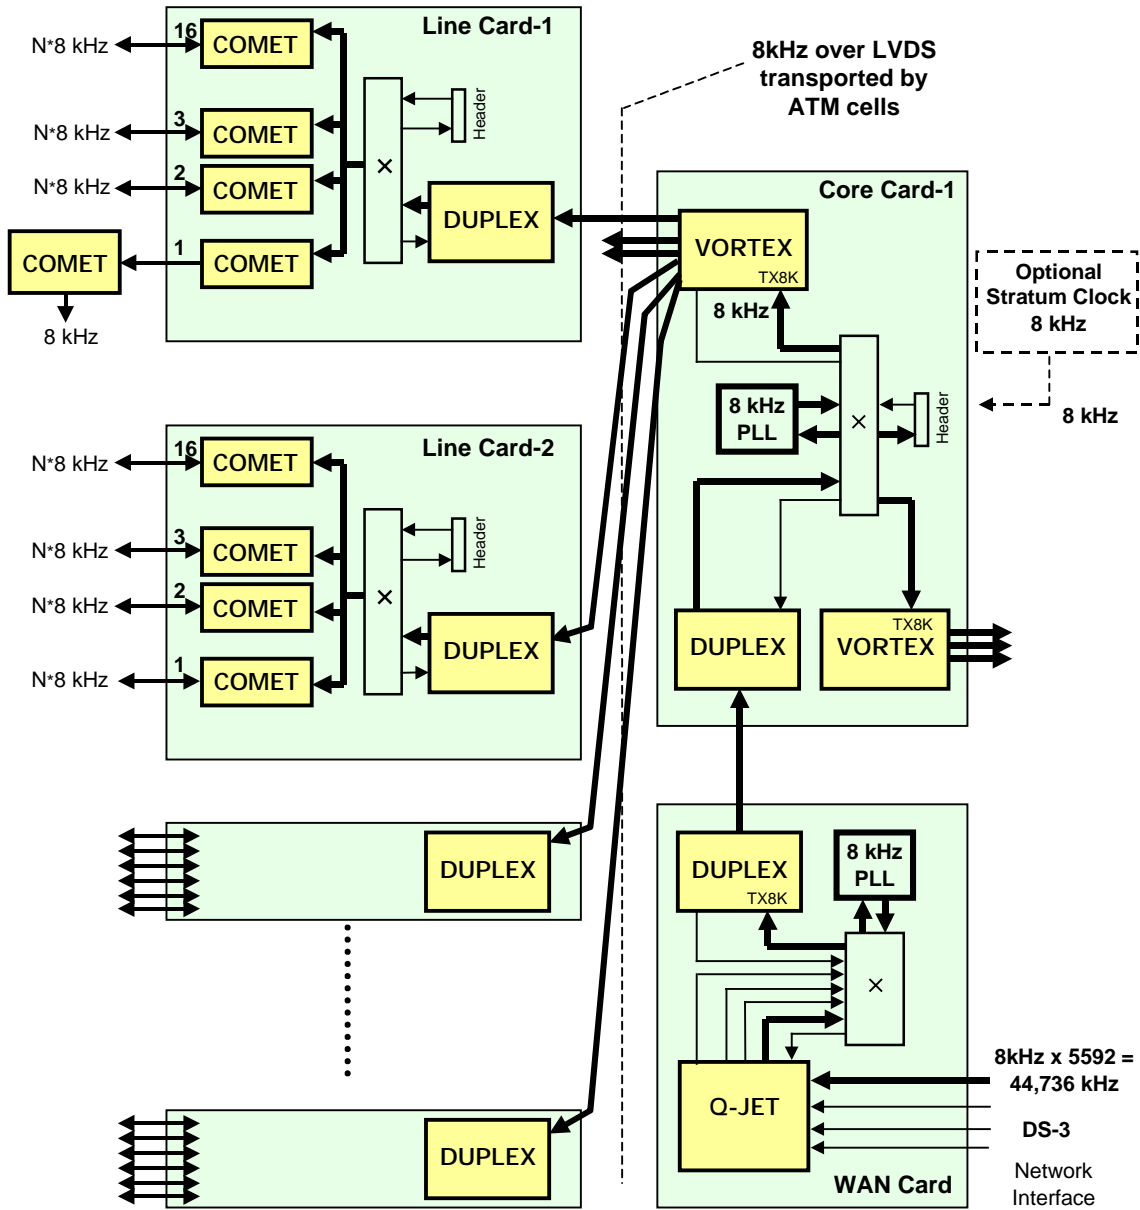 Line Card-1
16
COMET
N*8 kHz
3
COMET
N*8 kHz
2
COMET
N*8 kHz
1
COMET
COMET
8 kHz
×
Header
DUPLEX
8kHz over LVDS
transported by
ATM cells
Core Card-1
VORTEX
TX8K
8 kHz
Optional
Stratum Clock
8 kHz
8 kHz
8 kHz
PLL
×
Header
DUPLEX
TX8K
VORTEX
Line Card-2
16
COMET
N*8 kHz
3
COMET
N*8 kHz
2
COMET
N*8 kHz
1
COMET
N*8 kHz
×
Header
DUPLEX
DUPLEX
DUPLEX
DUPLEX
TX8K
8 kHz
PLL
×
Q-JET
8kHz x 5592 =
44,736 kHz
DS-3
Network
Interface
WAN Card